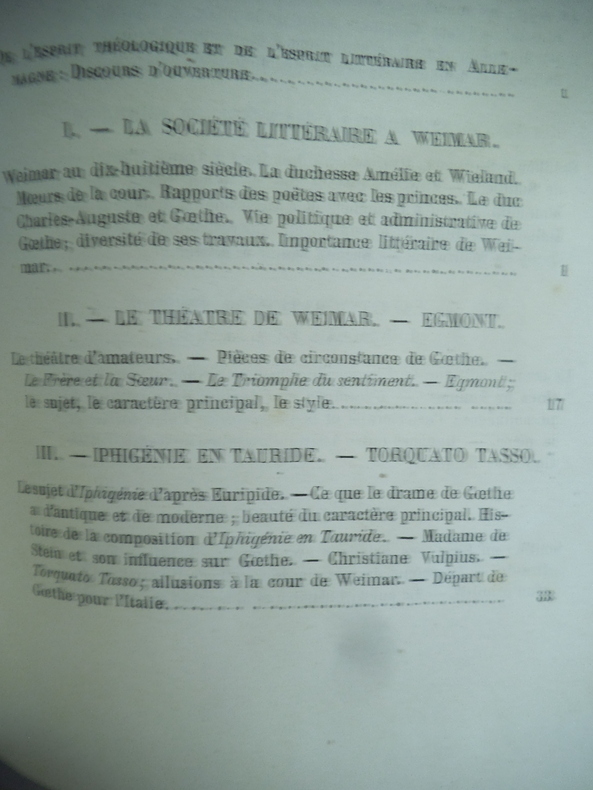 DE L'ESPRIT THÉOLOGIQUE ET DE L'ESPRIT LITTÉRAIRE EN ALLE-
MAGNE: DISCOURS D'OUVERTURE.
I. — LA SOCIÉTÉ LITTÉRAIRE A WEIMAR.
Weimar au dix-huitième siècle. La duchesse Amélie et Wieland.
Mœurs de la cour. Rapports des poëtes avec les princes. Le duc
Charles-Auguste et Gœthe. Vie politique et administrative de
Gœthe; diversité de ses travaux. Importance littéraire de Wei-
mar.
II. — LE THÉATRE DE WEIMAR. — EGMONT.
Le théâtre d'amateurs. — Pièces de circonstance de Gœthe. —
Le Frère et la Sœur. — Le Triomphe du sentiment. — Egmont;
le sujet, le caractère principal, le style. 17
III. — IPHIGÉNIE EN TAURIDE. — TORQUATO TASSO.
Le sujet d'Iphigénie d'après Euripide. — Ce que le drame de Gœthe
a d'antique et de moderne; beauté du caractère principal. His-
toire de la composition d'Iphigénie en Tauride. — Madame de
Stein et son influence sur Gœthe. — Christiane Vulpius. —
Torquato Tasso; allusions à la cour de Weimar. — Départ de
Gœthe pour l'Italie.